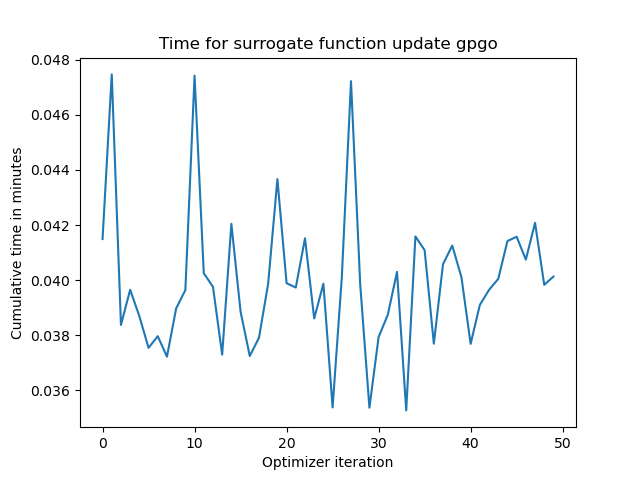 Time for surrogate function update gpgo
Cumulative time in minutes
0.048
0.046
0.044
0.042
0.040
0.038
0.036
0 10 20 30 40 50
Optimizer iteration